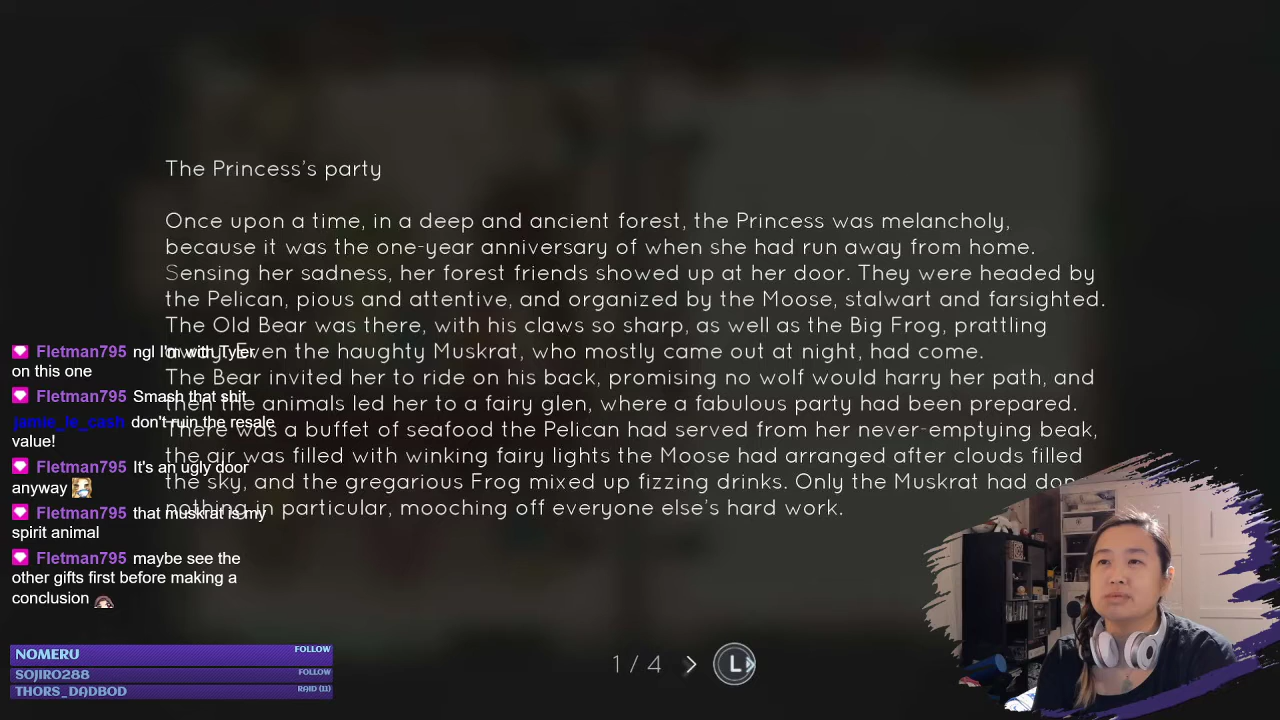 The Princess's party
Once upon a time, in a deep and ancient forest, the Princess was melancholy,
because it was the one-year anniversary of when she had run away from home.
Sensing her sadness, her forest friends showed up at her door. They were headed by
the Pelican, pious and attentive, and organized by the Moose, stalwart and farsighted.
The Old Bear was there, with his claws so sharp, as well as the Big Frog, prattling
Even the haughty Muskrat, who mostly came out at night, had come.
The Bear invited her to ride on his back, promising no wolf would harry her path, and
then the animals led her to a fairy glen, where a fabulous party had been prepared.
There was a buffet of seafood the Pelican had served from her never-emptying beak,
the air was filled with winking fairy lights the Moose had arranged after clouds filled
the sky, and the gregarious Frog mixed up fizzing drinks. Only the Muskrat had
nothing in particular, mooching off everyone else's hard work.
Fletman795 ngl I'm with Tyler
on this one
Fletman795 Smash that shit
jamie_le_cash don't ruin the resale
value!
Fletman795 It's an ugly door
anyway
Fletman795 that muskrat is my
spirit animal
Fletman795 maybe see the
other gifts first before making a
conclusion
NOMERU FOLLOW
SOJIRO288 FOLLOW
THORS_DADBOD RAID (11)
1 / 4 > L